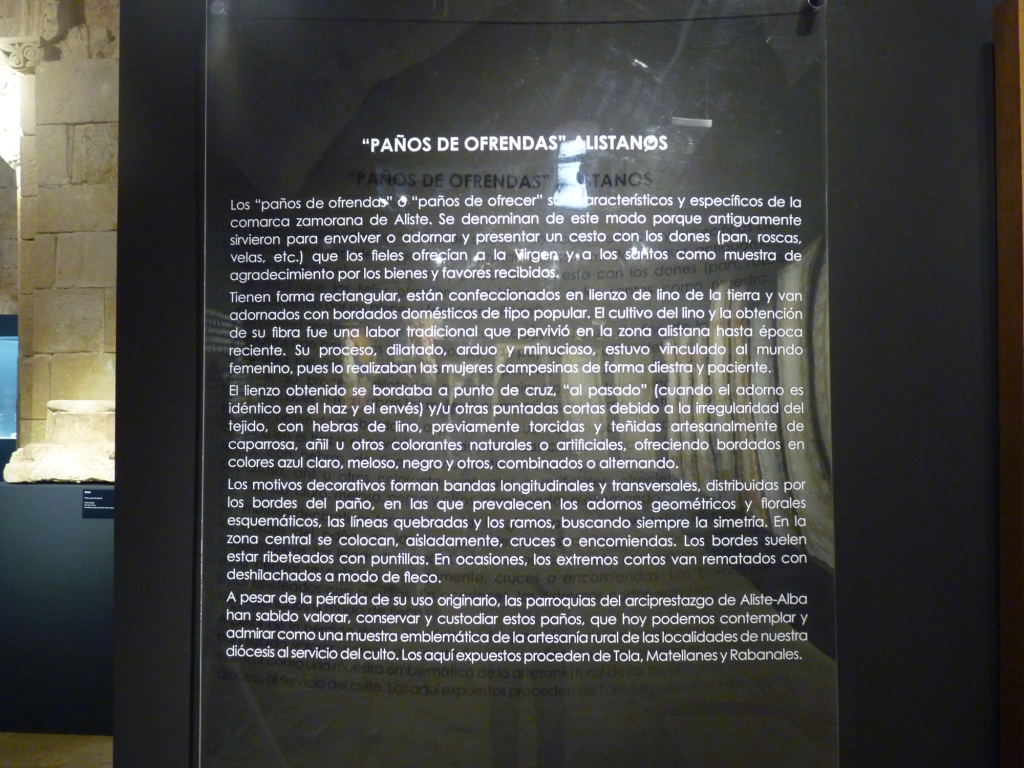 “PAÑOS DE OFRENDAS” ALISTANOS
Los “paños de ofrendas” o “paños de ofrecer” son característicos y específicos de la
comarca zamorana de Aliste. Se denominan de este modo porque antiguamente
sirvieron para envolver o adornar y presentar un cesto con los dones (pan, roscas,
velas, etc.) que los fieles ofrecían a la Virgen y a los santos como muestra de
agradecimiento por los bienes y favores recibidos.
Tienen forma rectangular, están confeccionados en lienzo de lino de la tierra y van
adornados con bordados domésticos de tipo popular. El cultivo del lino y la obtención
de su fibra fue una labor tradicional que pervivió en la zona alistana hasta época
reciente. Su proceso, dilatado, arduo y minucioso, estuvo vinculado al mundo
femenino, pues lo realizaban las mujeres campesinas de forma diestra y paciente.
El lienzo obtenido se bordaba a punto de cruz, “al pasado” (cuando el adorno es
idéntico en el haz y el envés) y/u otras puntadas cortas debido a la irregularidad del
tejido, con hebras de lino, previamente torcidas y teñidas artesanalmente de
caparrosa, añil u otros colorantes naturales o artificiales, ofreciendo bordados en
colores azul claro, meloso, negro y otros, combinados o alternando.
Los motivos decorativos forman bandas longitudinales y transversales, distribuidas por
los bordes del paño, en las que prevalecen los adornos geométricos y florales
esquemáticos, las líneas quebradas y los ramos, buscando siempre la simetría. En la
zona central se colocan, aisladamente, cruces o encomiendas. Los bordes suelen
estar ribeteados con puntillas. En ocasiones, los extremos cortos van rematados con
deshilachados a modo de fleco.
A pesar de la pérdida de su uso originario, las parroquias del arciprestazgo de Aliste-Alba
han sabido valorar, conservar y custodiar estos paños, que hoy podemos contemplar y
admirar como una muestra emblemática de la artesanía rural de las localidades de nuestra
diócesis al servicio del culto. Los aquí expuestos proceden de Tola, Matellanes y Rabanales.